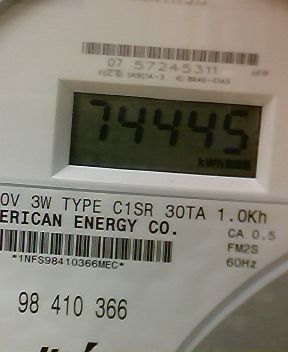 07 57245311
74445
kWh
0V 3W TYPE C1SR 30TA 1.0Kh
ERICAN ENERGY CO.
CA 0.5
FM2S
60Hz
*1NFS98410366MEC*
98 410 366